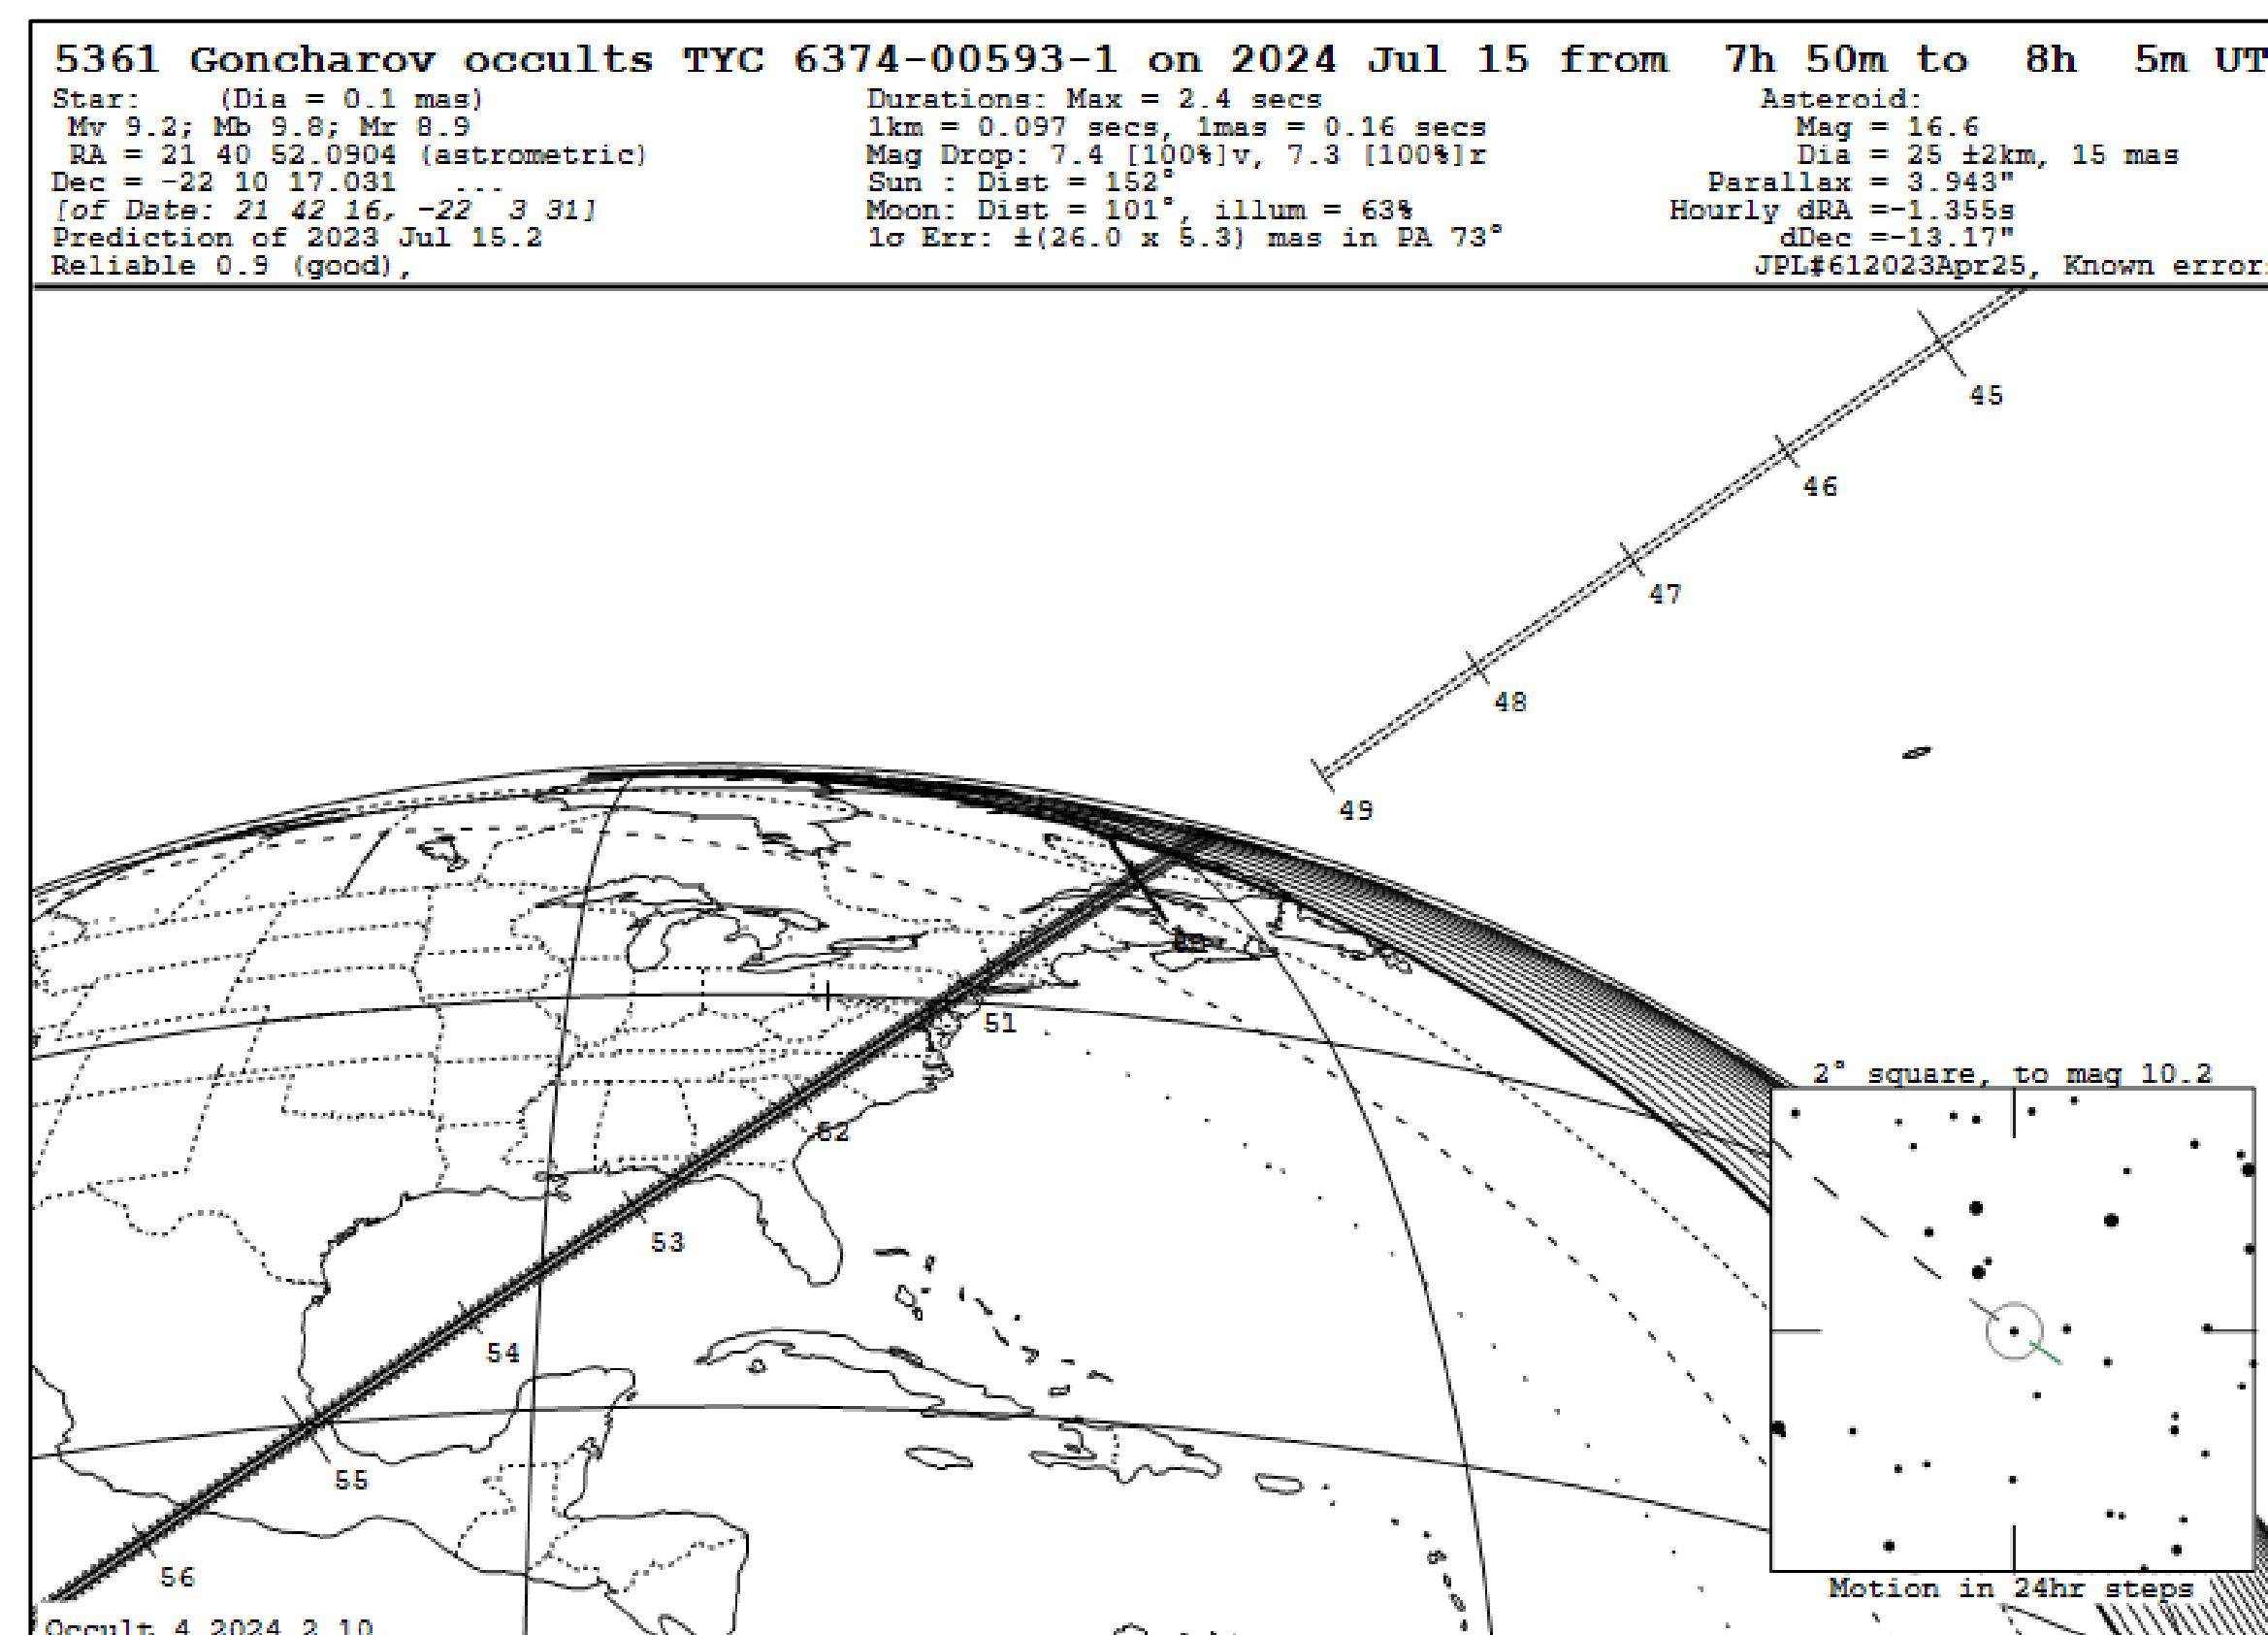 5361 Goncharov occults TYC 6374-00593-1 on 2024 Jul 15 from 7h 50m to 8h 5m UT
Star: (Dia = 0.1 mas)
Mv 9.2; Mb 9.8; Mr 8.9
RA = 21 40 52.0904 (astrometric)
Dec = -22 10 17.031 ...
[of Date: 21 42 16, -22 3 31]
Prediction of 2023 Jul 15.2
Reliable 0.9 (good),
Durations: Max = 2.4 secs
1km = 0.097 secs, 1mas = 0.16 secs
Mag Drop: 7.4 [100%]v, 7.3 [100%]r
Sun : Dist = 152°
Moon: Dist = 101°, illum = 63%
1σ Err: ±(26.0 x 5.3) mas in PA 73°
Asteroid:
Mag = 16.6
Dia = 25 ±2km, 15 mas
Parallax = 3.943"
Hourly dRA =-1.355s
dDec =-13.17"
JPL#612023Apr25, Known error
45
46
47
48
49
51
52
53
54
55
56
2° square, to mag 10.2
Motion in 24hr steps
Occult 4.2024.2.10